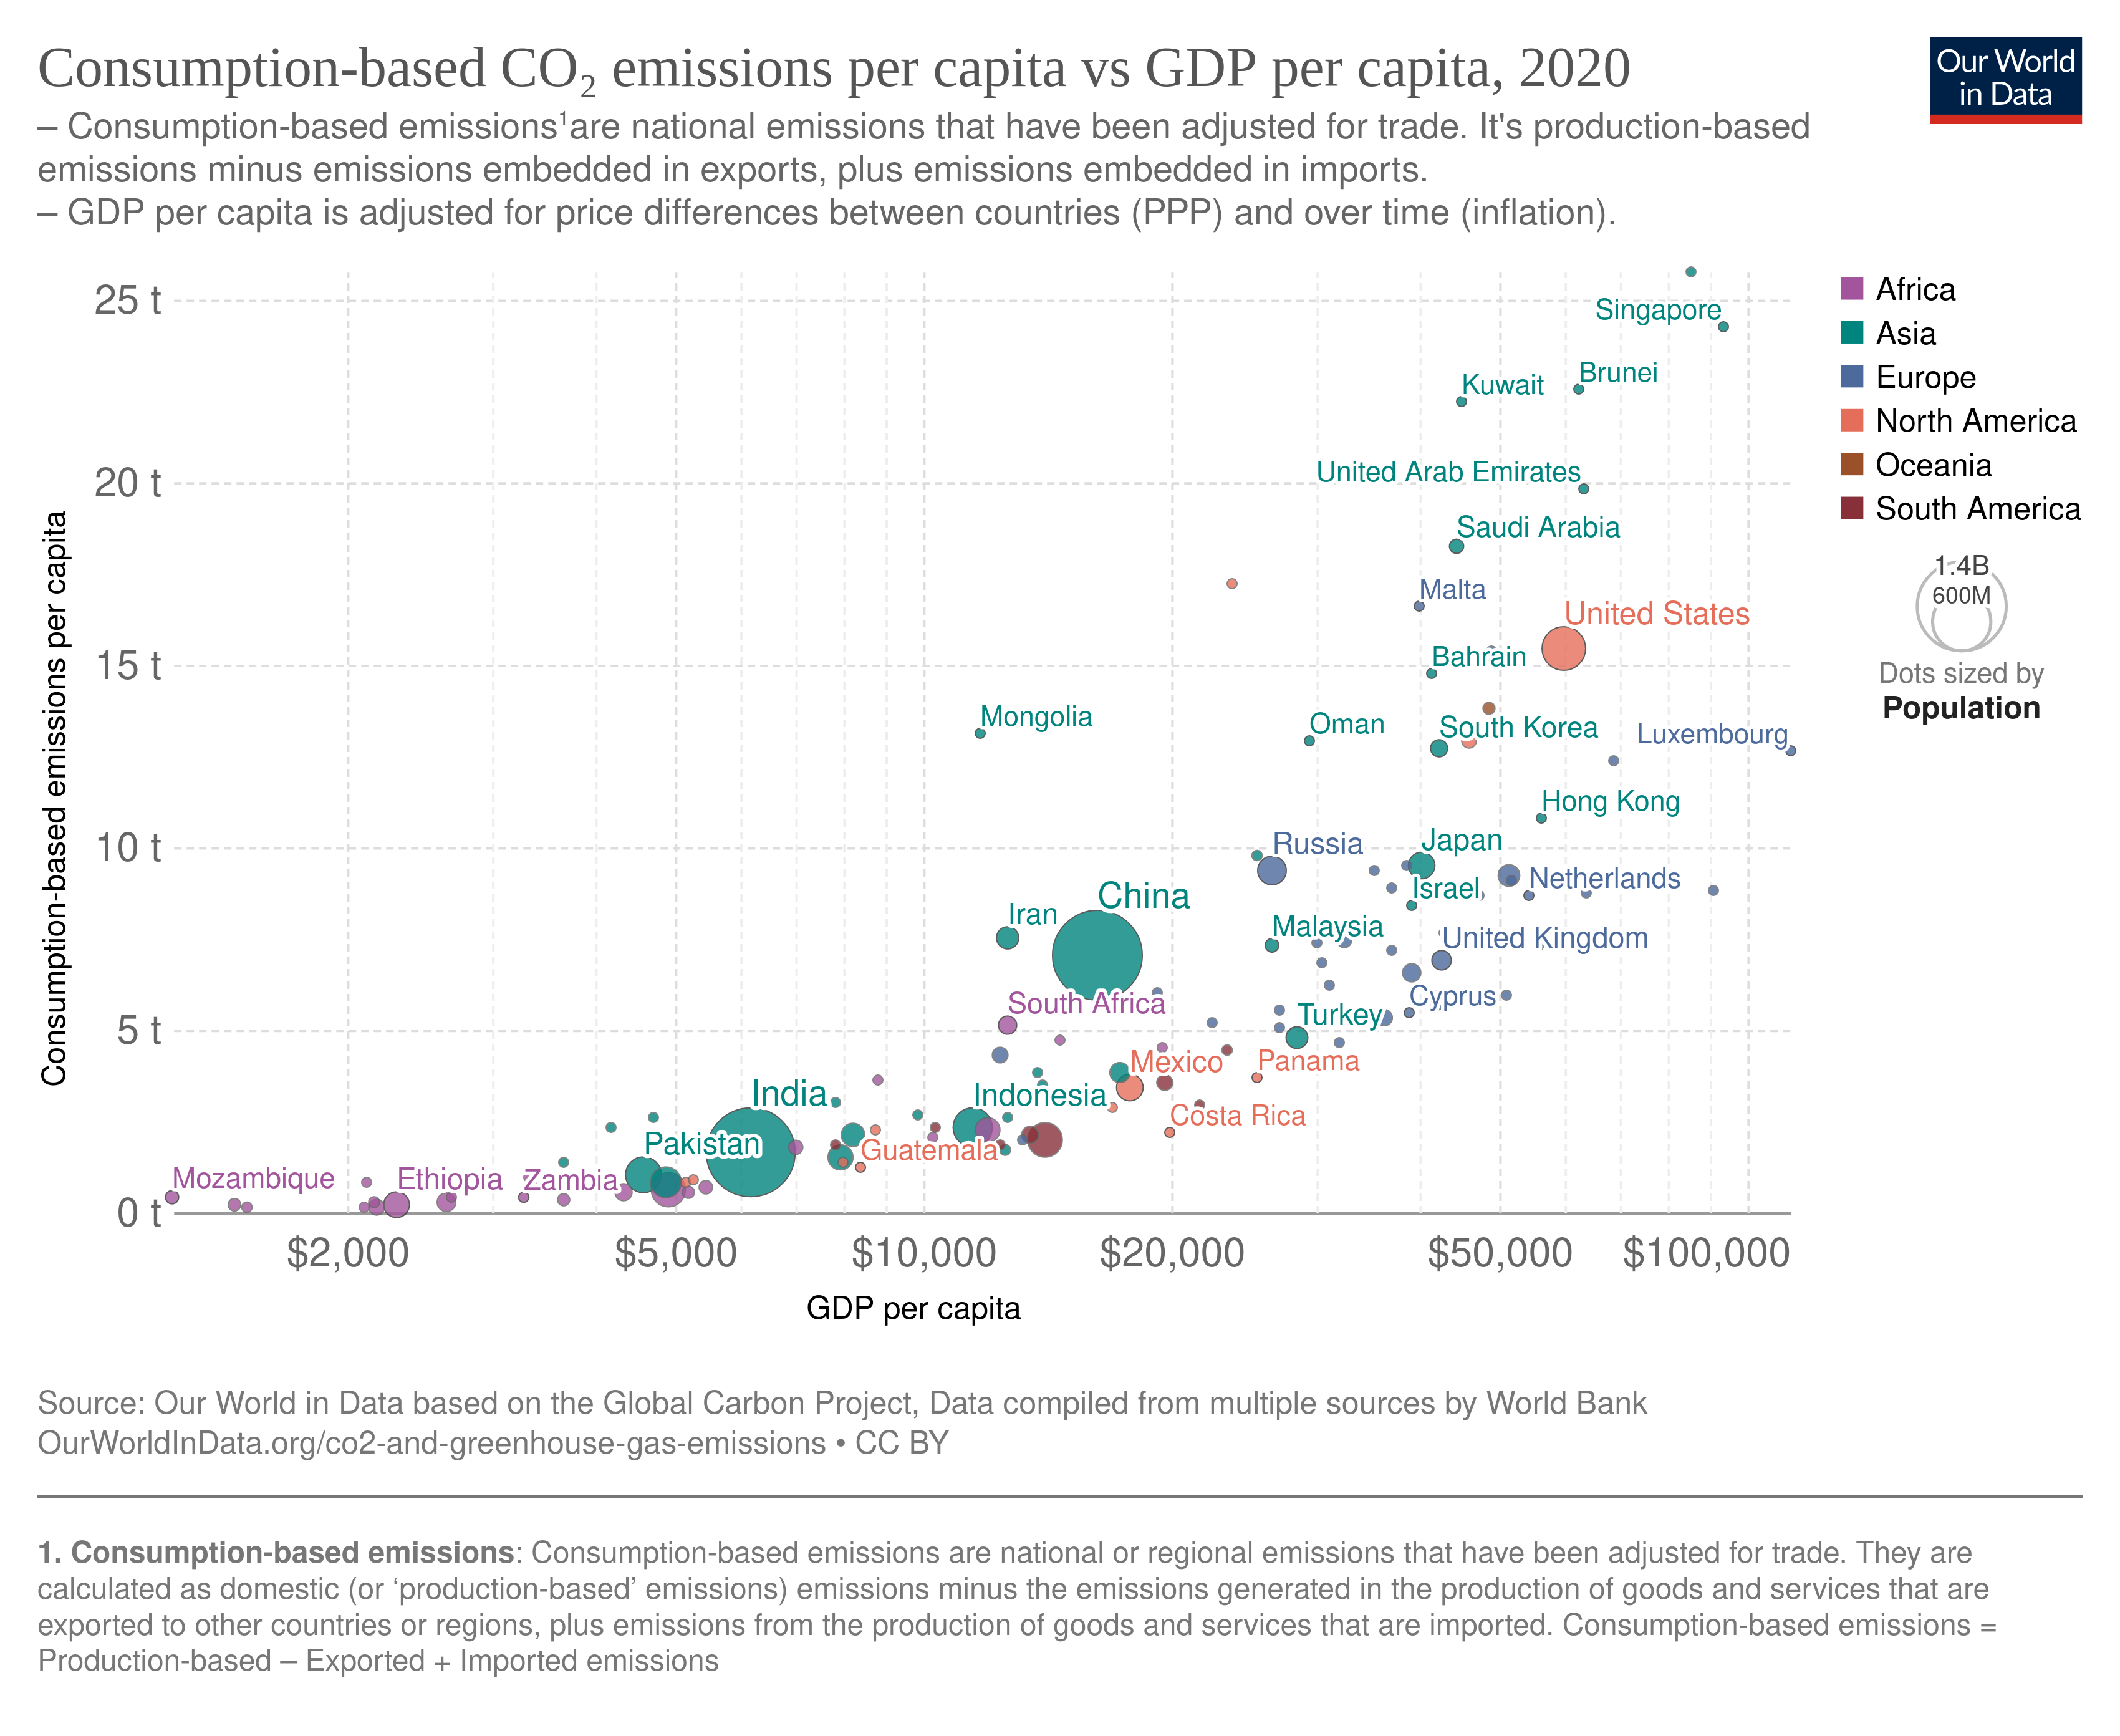 Consumption-based CO₂ emissions per capita vs GDP per capita, 2020
Our World
in Data
– Consumption-based emissions¹are national emissions that have been adjusted for trade. It's production-based
emissions minus emissions embedded in exports, plus emissions embedded in imports.
– GDP per capita is adjusted for price differences between countries (PPP) and over time (inflation).
Consumption-based emissions per capita
25 t
20 t
15 t
10 t
5 t
0 t
Singapore
Brunei
Kuwait
United Arab Emirates
Saudi Arabia
Malta
United States
Bahrain
Mongolia
Oman
South Korea
Luxembourg
Hong Kong
Japan
Russia
Netherlands
Israel
China
Iran
Malaysia
United Kingdom
South Africa
Cyprus
Turkey
Mexico
Panama
India
Indonesia
Costa Rica
Pakistan
Guatemala
Mozambique
Ethiopia
Zambia
$2,000
$5,000
$10,000
$20,000
$50,000
$100,000
GDP per capita
Africa
Asia
Europe
North America
Oceania
South America
1.4B
600M
Dots sized by
Population
Source: Our World in Data based on the Global Carbon Project, Data compiled from multiple sources by World Bank
OurWorldInData.org/co2-and-greenhouse-gas-emissions • CC BY
1. Consumption-based emissions: Consumption-based emissions are national or regional emissions that have been adjusted for trade. They are
calculated as domestic (or ‘production-based’ emissions) emissions minus the emissions generated in the production of goods and services that are
exported to other countries or regions, plus emissions from the production of goods and services that are imported. Consumption-based emissions =
Production-based – Exported + Imported emissions